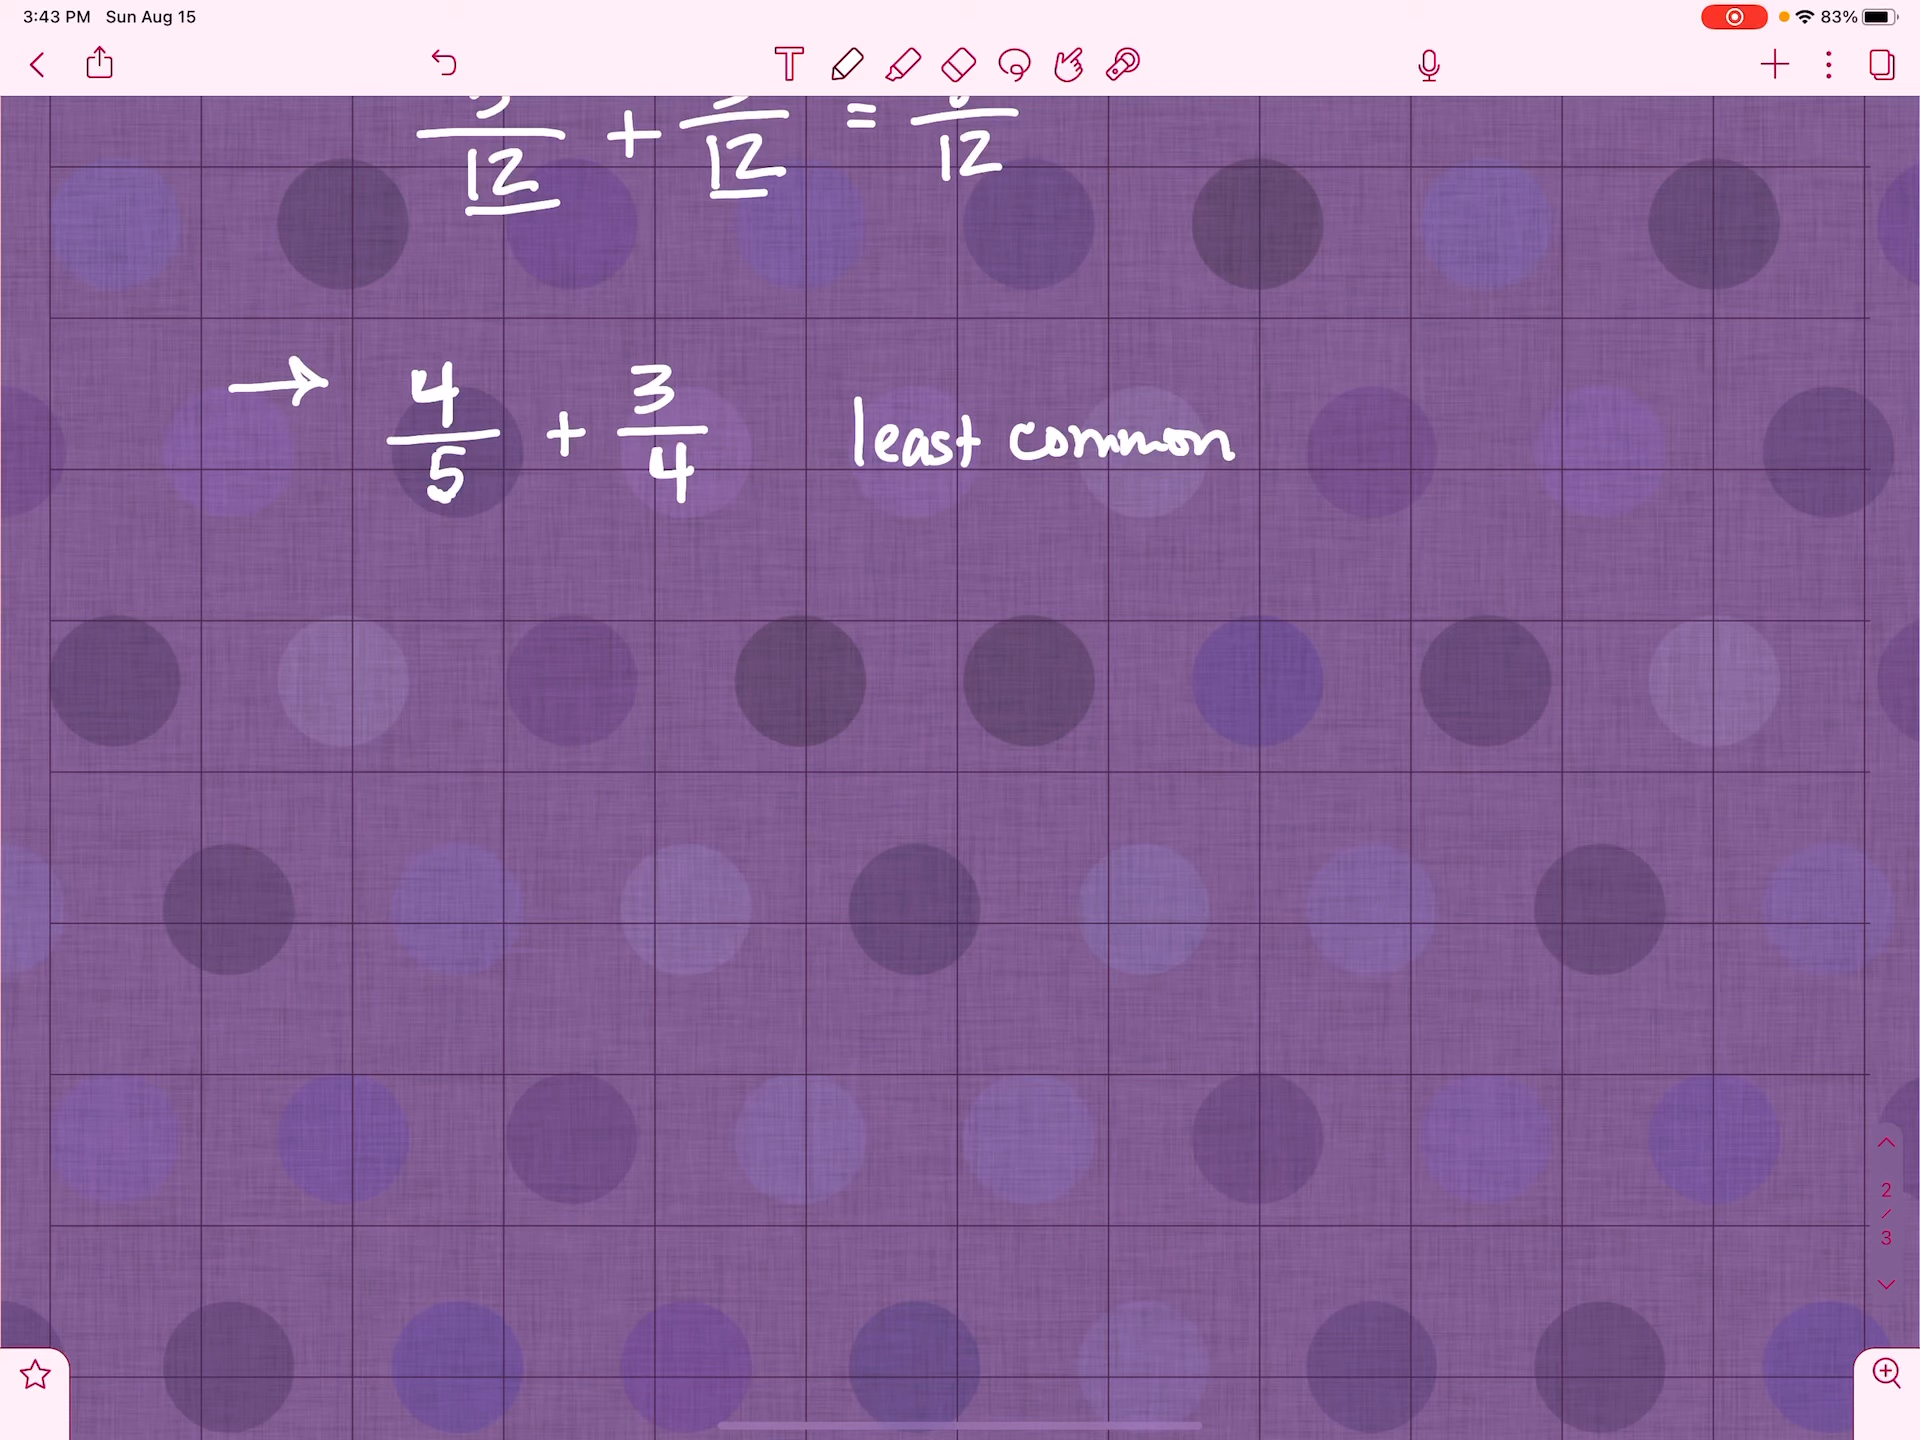 3:43 PM Sun Aug 15
83%
12 + 12 = 12
→ 4/5 + 3/4 least common
2
/
3